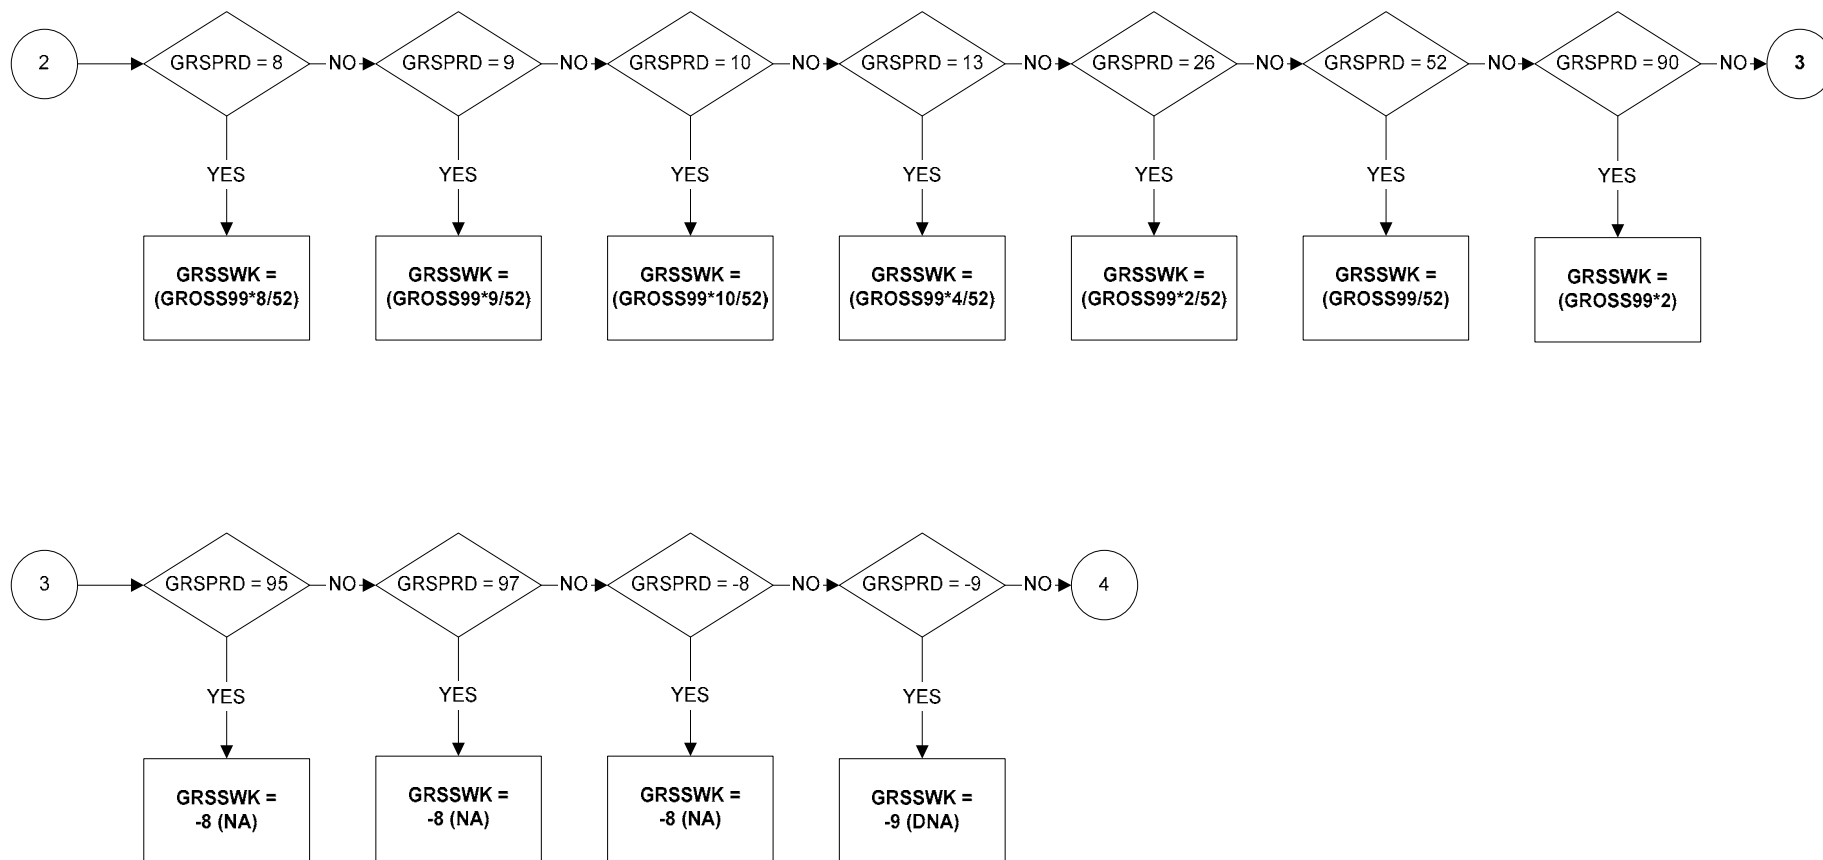 2
GRSPRD = 8
NO
GRSPRD = 9
NO
GRSPRD = 10
NO
GRSPRD = 13
NO
GRSPRD = 26
NO
GRSPRD = 52
NO
GRSPRD = 90
NO
3
YES
YES
YES
YES
YES
YES
YES
GRSSWK =
(GROSS99*8/52)
GRSSWK =
(GROSS99*9/52)
GRSSWK =
(GROSS99*10/52)
GRSSWK =
(GROSS99*4/52)
GRSSWK =
(GROSS99*2/52)
GRSSWK =
(GROSS99/52)
GRSSWK =
(GROSS99*2)
3
GRSPRD = 95
NO
GRSPRD = 97
NO
GRSPRD = -8
NO
GRSPRD = -9
NO
4
YES
YES
YES
YES
GRSSWK =
-8 (NA)
GRSSWK =
-8 (NA)
GRSSWK =
-8 (NA)
GRSSWK =
-9 (DNA)